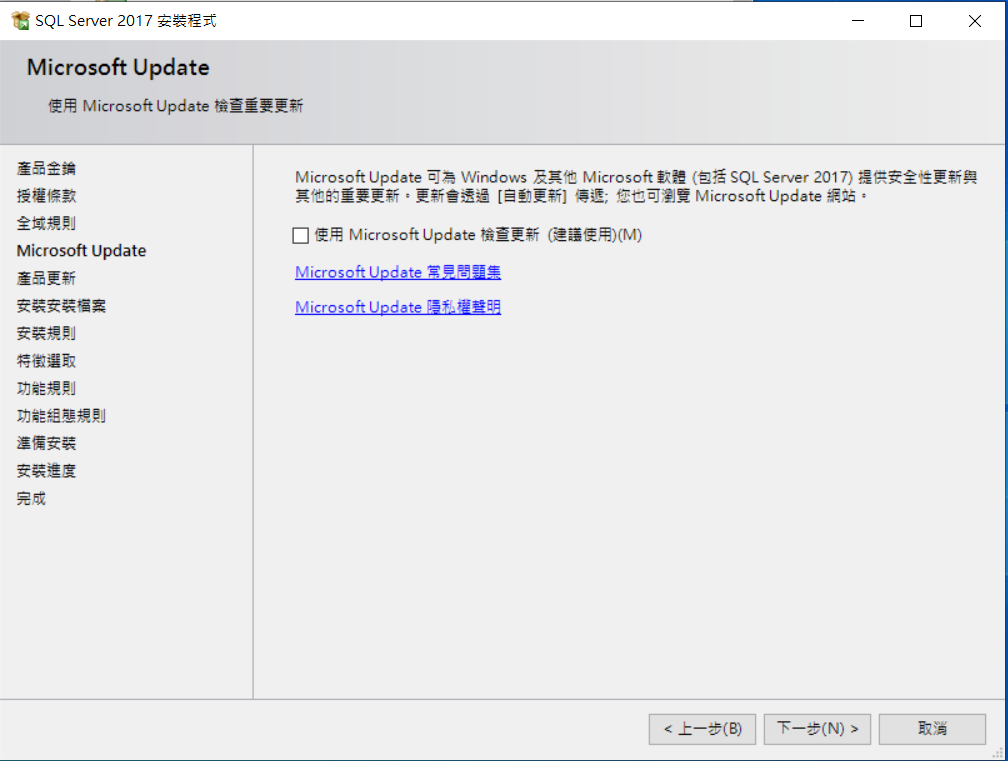 SQL Server 2017 安裝程式
Microsoft Update
使用 Microsoft Update 檢查重要更新
產品金鑰
授權條款
全域規則
Microsoft Update
產品更新
安裝安裝檔案
安裝規則
特徵選取
功能規則
功能組態規則
準備安裝
安裝進度
完成
Microsoft Update 可為 Windows 及其他 Microsoft 軟體 (包括 SQL Server 2017) 提供安全性更新與
其他的重要更新。更新會透過 [自動更新] 傳遞; 您也可瀏覽 Microsoft Update 網站。
使用 Microsoft Update 檢查更新 (建議使用)(M)
Microsoft Update 常見問題集
Microsoft Update 隱私權聲明
< 上一步(B)
下一步(N) >
取消